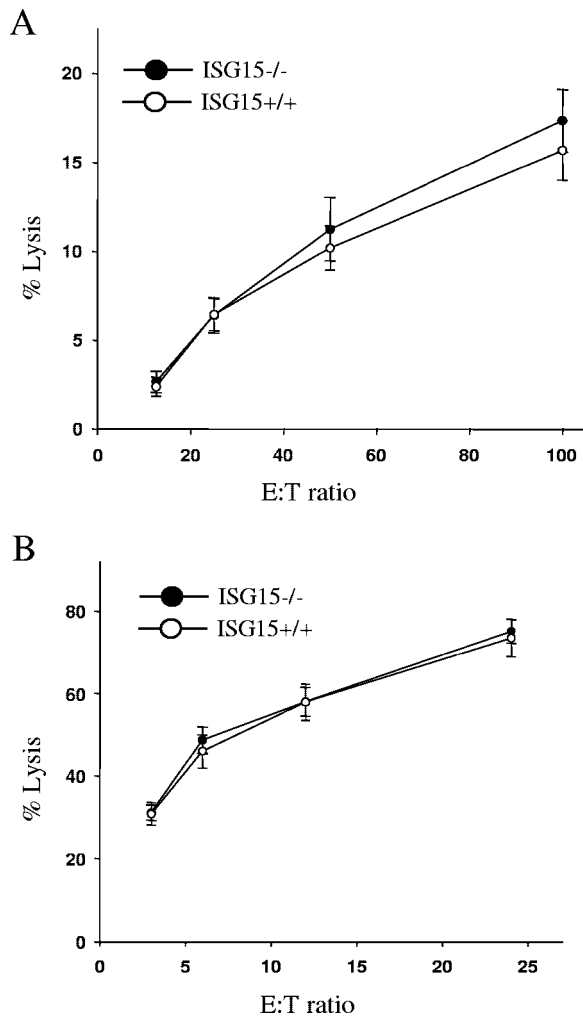 A
ISG15-/-
ISG15+/+
20
15
10
5
0
% Lysis
0 20 40 60 80 100
E:T ratio
B
ISG15-/-
ISG15+/+
80
60
40
20
0
% Lysis
0 5 10 15 20 25
E:T ratio